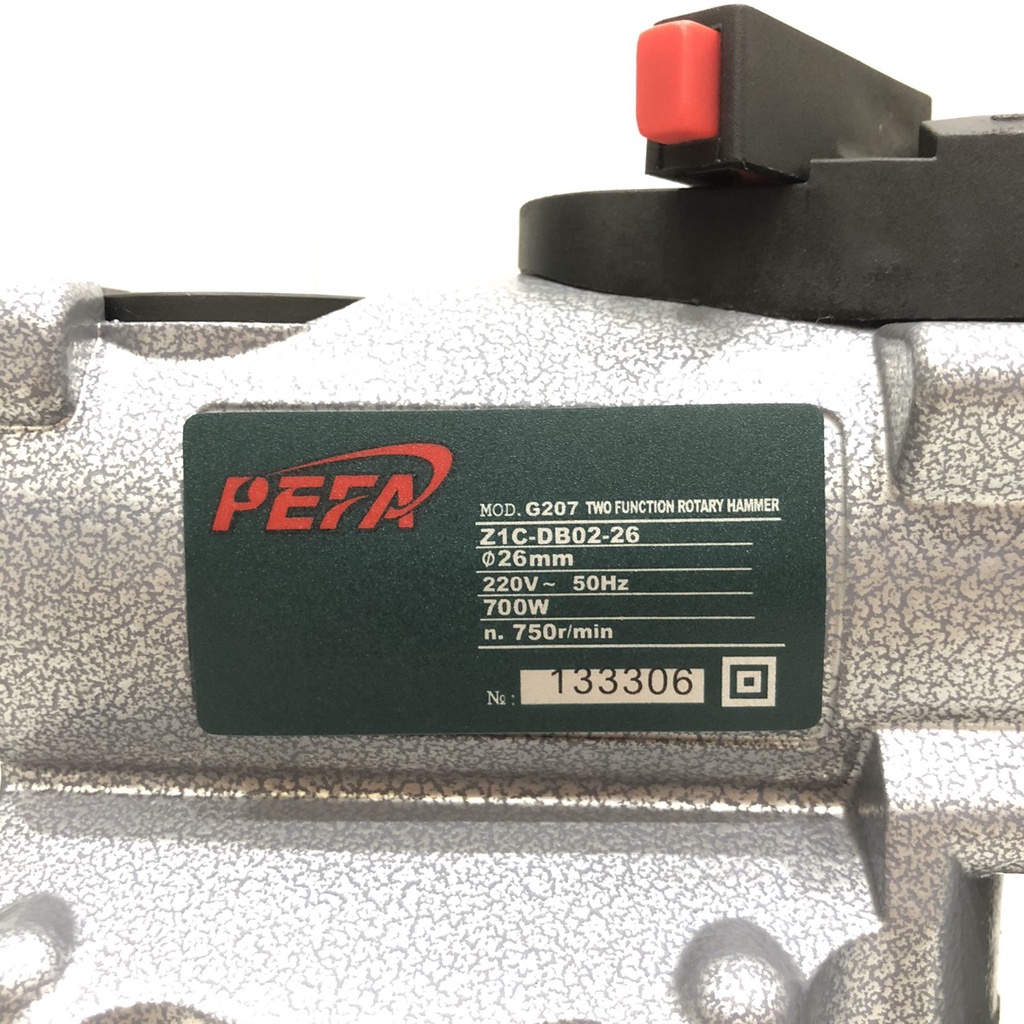 PEFA
MOD. G207 TWO FUNCTION ROTARY HAMMER
Z1C-DB02-26
ϕ26mm
220V~ 50Hz
700W
n. 750r/min
№: 133306